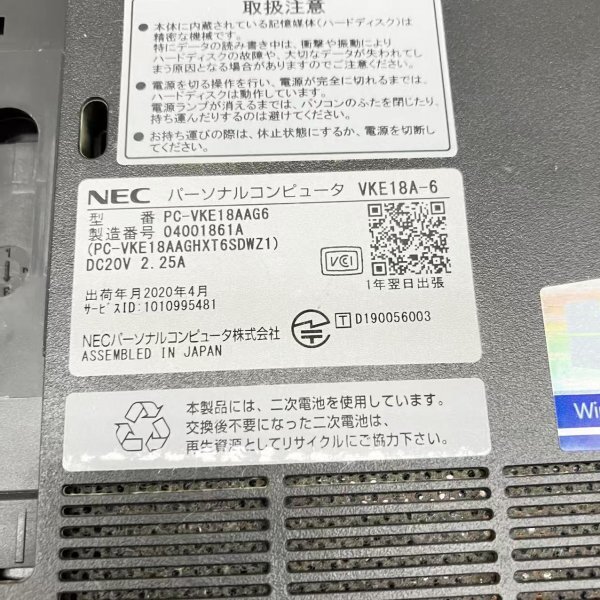 取扱注意
● 本体に内蔵されている記憶媒体(ハードディスク)は
精密な機械です。
特にデータの読み書き中は、衝撃や振動により
ハードディスクの故障や、大切なデータが失われてし
まう原因となる場合がありますのでご注意ください。
● 電源を切る操作を行い、電源が完全に切れるまでは、
ハードディスクは動作しています。
電源ランプが消えるまでは、パソコンのふたを閉じたり、
持ち運んだりするのは避けてください。
● お持ち運びの際は、休止状態にするか、電源を切断し
てください。
NEC パーソナルコンピュータ VKE18A-6
型 番 PC-VKE18AAG6
製造番号 04001861A
(PC-VKE18AAGHXT6SDWZ1)
DC20V 2.25A
VCCI
1年翌日出張
出荷年月2020年4月
ｻｰﾋﾞｽID:1010995481
NECパーソナルコンピュータ株式会社
ASSEMBLED IN JAPAN
T D190056003
本製品には、二次電池を使用しています。
交換後不要になった二次電池は、
再生資源としてリサイクルにご協力下さい。